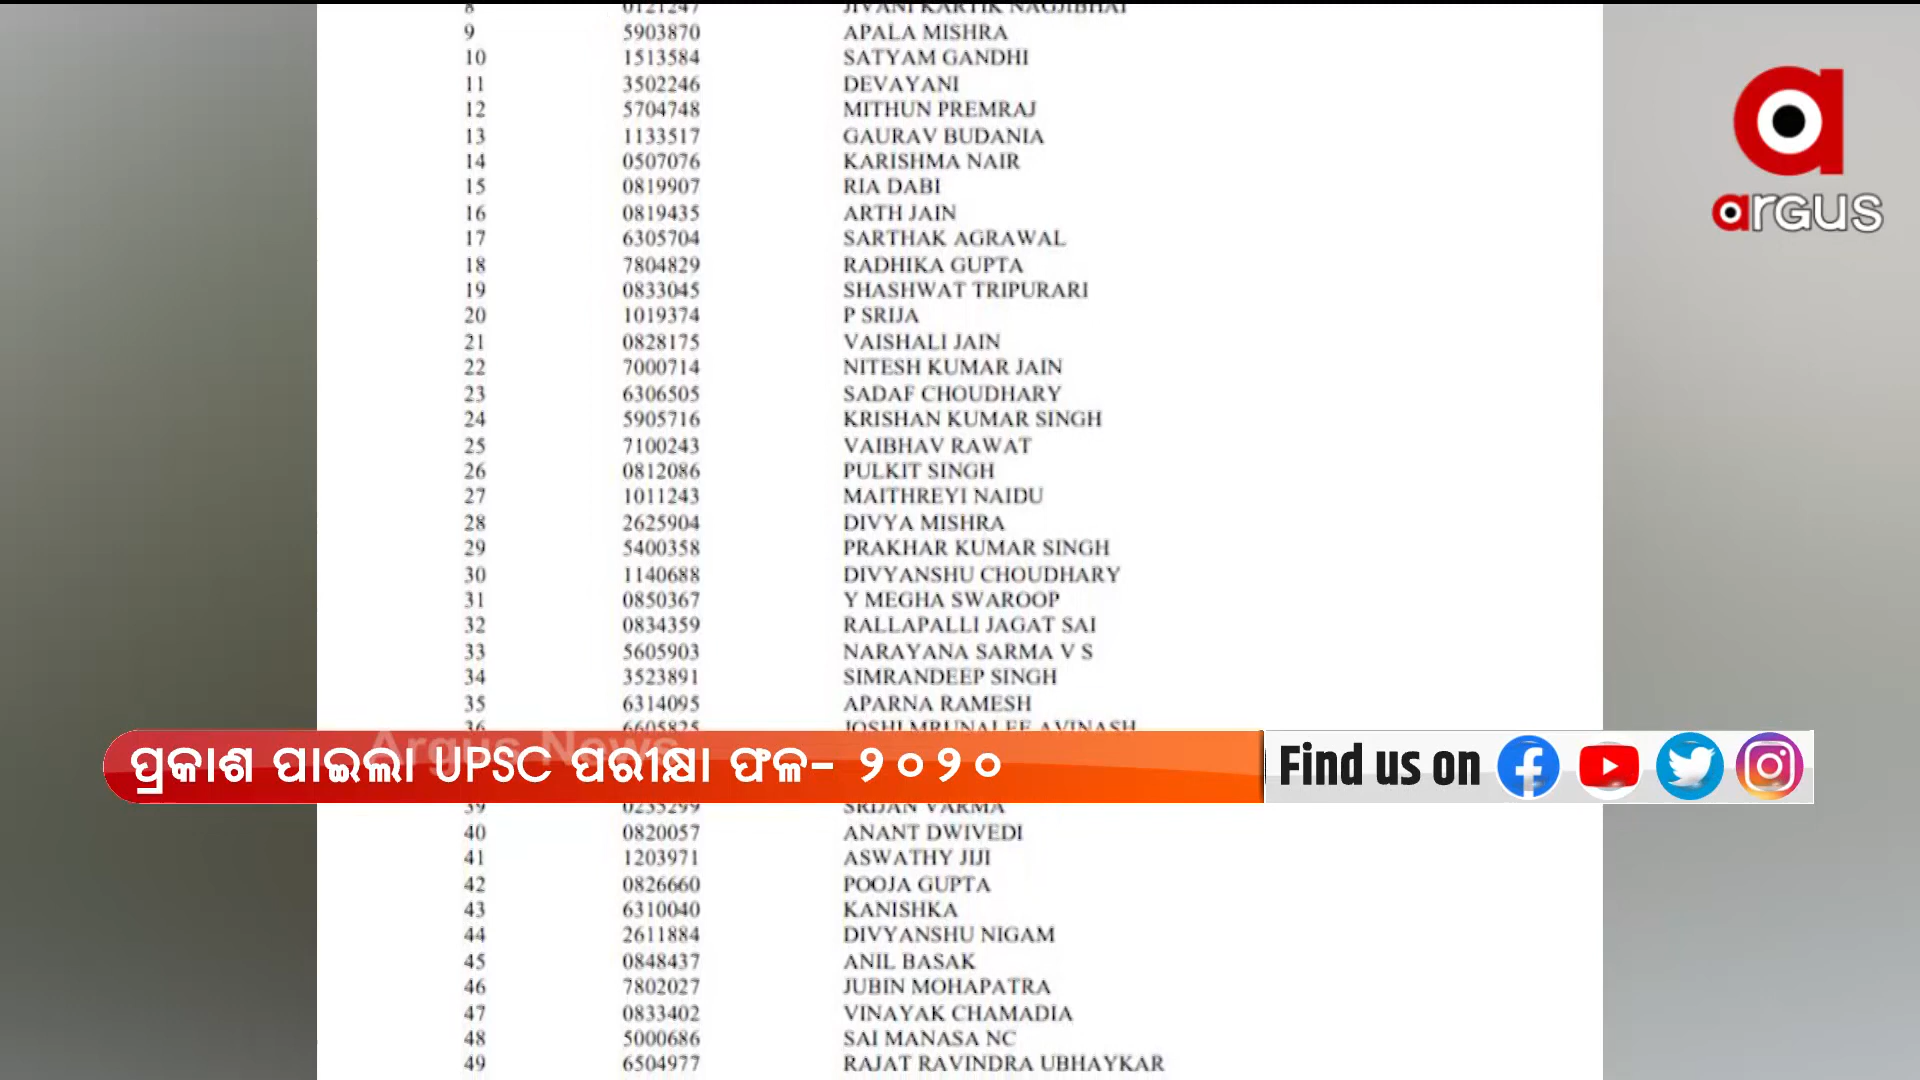 8 0121247 JIVANI KARTIK NAGJIBHAI
9 5903870 APALA MISHRA
10 1513584 SATYAM GANDHI
11 3502246 DEVAYANI
12 5704748 MITHUN PREMRAJ
13 1133517 GAURAV BUDANIA
14 0507076 KARISHMA NAIR
15 0819907 RIA DABI
16 0819435 ARTH JAIN
17 6305704 SARTHAK AGRAWAL
18 7804829 RADHIKA GUPTA
19 0833045 SHASHWAT TRIPURARI
20 1019374 P SRIJA
21 0828175 VAISHALI JAIN
22 7000714 NITESH KUMAR JAIN
23 6306505 SADAF CHOUDHARY
24 5905716 KRISHAN KUMAR SINGH
25 7100243 VAIBHAV RAWAT
26 0812086 PULKIT SINGH
27 1011243 MAITHREYI NAIDU
28 2625904 DIVYA MISHRA
29 5400358 PRAKHAR KUMAR SINGH
30 1140688 DIVYANSHU CHOUDHARY
31 0850367 Y MEGHA SWAROOP
32 0834359 RALLAPALLI JAGAT SAI
33 5605903 NARAYANA SARMA V S
34 3523891 SIMRANDEEP SINGH
35 6314095 APARNA RAMESH
36 6605825 JOSHI MRUNALEE AVINASH
Argus News
ପ୍ରକାଶ ପାଇଲା UPSC ପରୀକ୍ଷା ଫଳ- ୨୦୨୦
Find us on
39 0235299 SRIJAN VARMA
40 0820057 ANANT DWIVEDI
41 1203971 ASWATHY JIJI
42 0826660 POOJA GUPTA
43 6310040 KANISHKA
44 2611884 DIVYANSHU NIGAM
45 0848437 ANIL BASAK
46 7802027 JUBIN MOHAPATRA
47 0833402 VINAYAK CHAMADIA
48 5000686 SAI MANASA NC
49 6504977 RAJAT RAVINDRA UBHAYKAR
argus